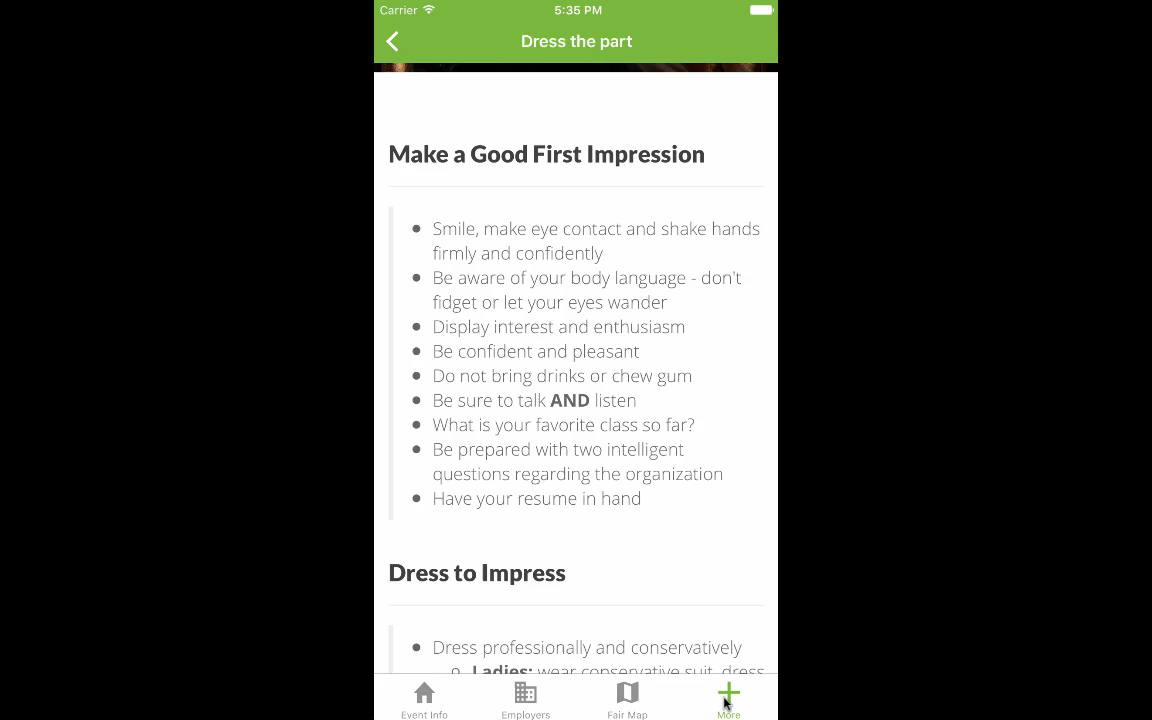 Carrier 5:35 PM
Dress the part
Make a Good First Impression
Smile, make eye contact and shake hands
firmly and confidently
Be aware of your body language - don't
fidget or let your eyes wander
Display interest and enthusiasm
Be confident and pleasant
Do not bring drinks or chew gum
Be sure to talk AND listen
What is your favorite class so far?
Be prepared with two intelligent
questions regarding the organization
Have your resume in hand
Dress to Impress
Dress professionally and conservatively
Ladies: wear conservative suit, dress
Event Info Employers Fair Map More